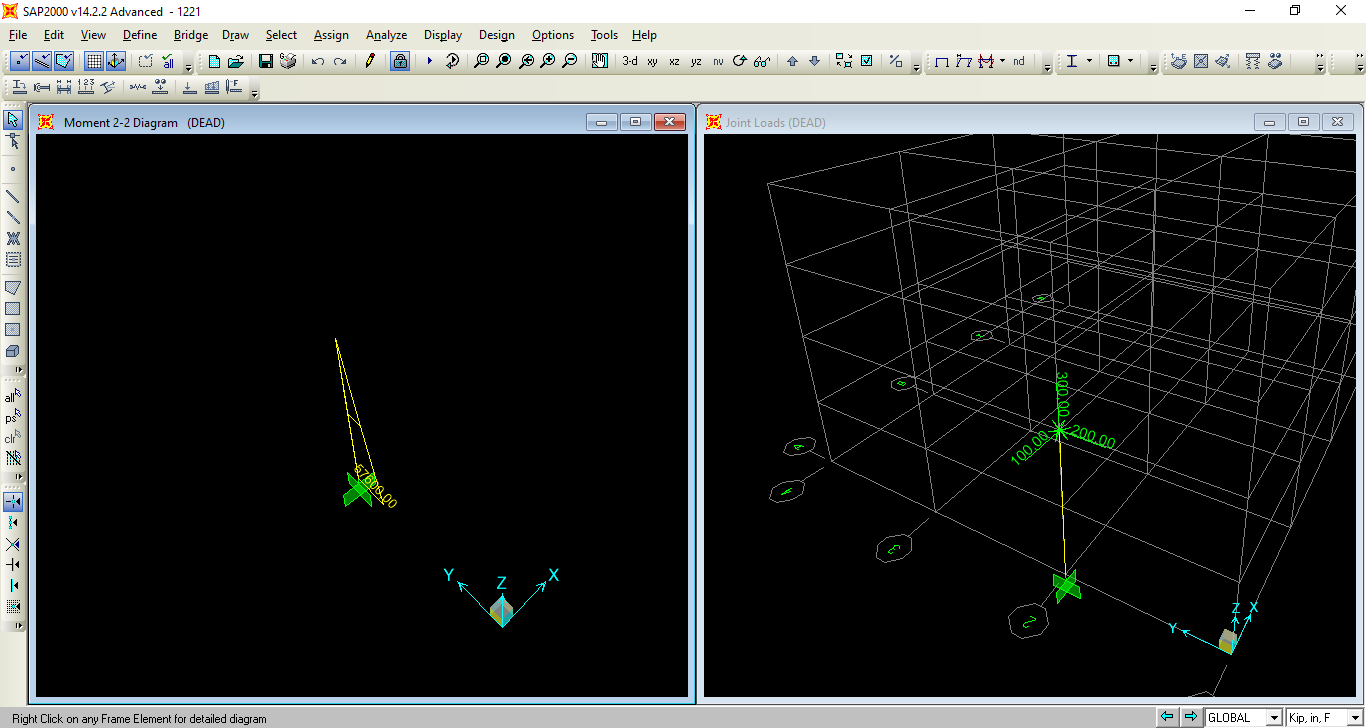 SAP2000 v14.2.2 Advanced - 1221
File Edit View Define Bridge Draw Select Assign Analyze Display Design Options Tools Help
3-d xy xz yz nv
nd
Moment 2-2 Diagram (DEAD)
Joint Loads (DEAD)
all
ps
clr
57600.00
300.00
200.00
100.00
A
B
4
3
2
Y Z X
Y Z X
Right Click on any Frame Element for detailed diagram
GLOBAL
Kip, in, F